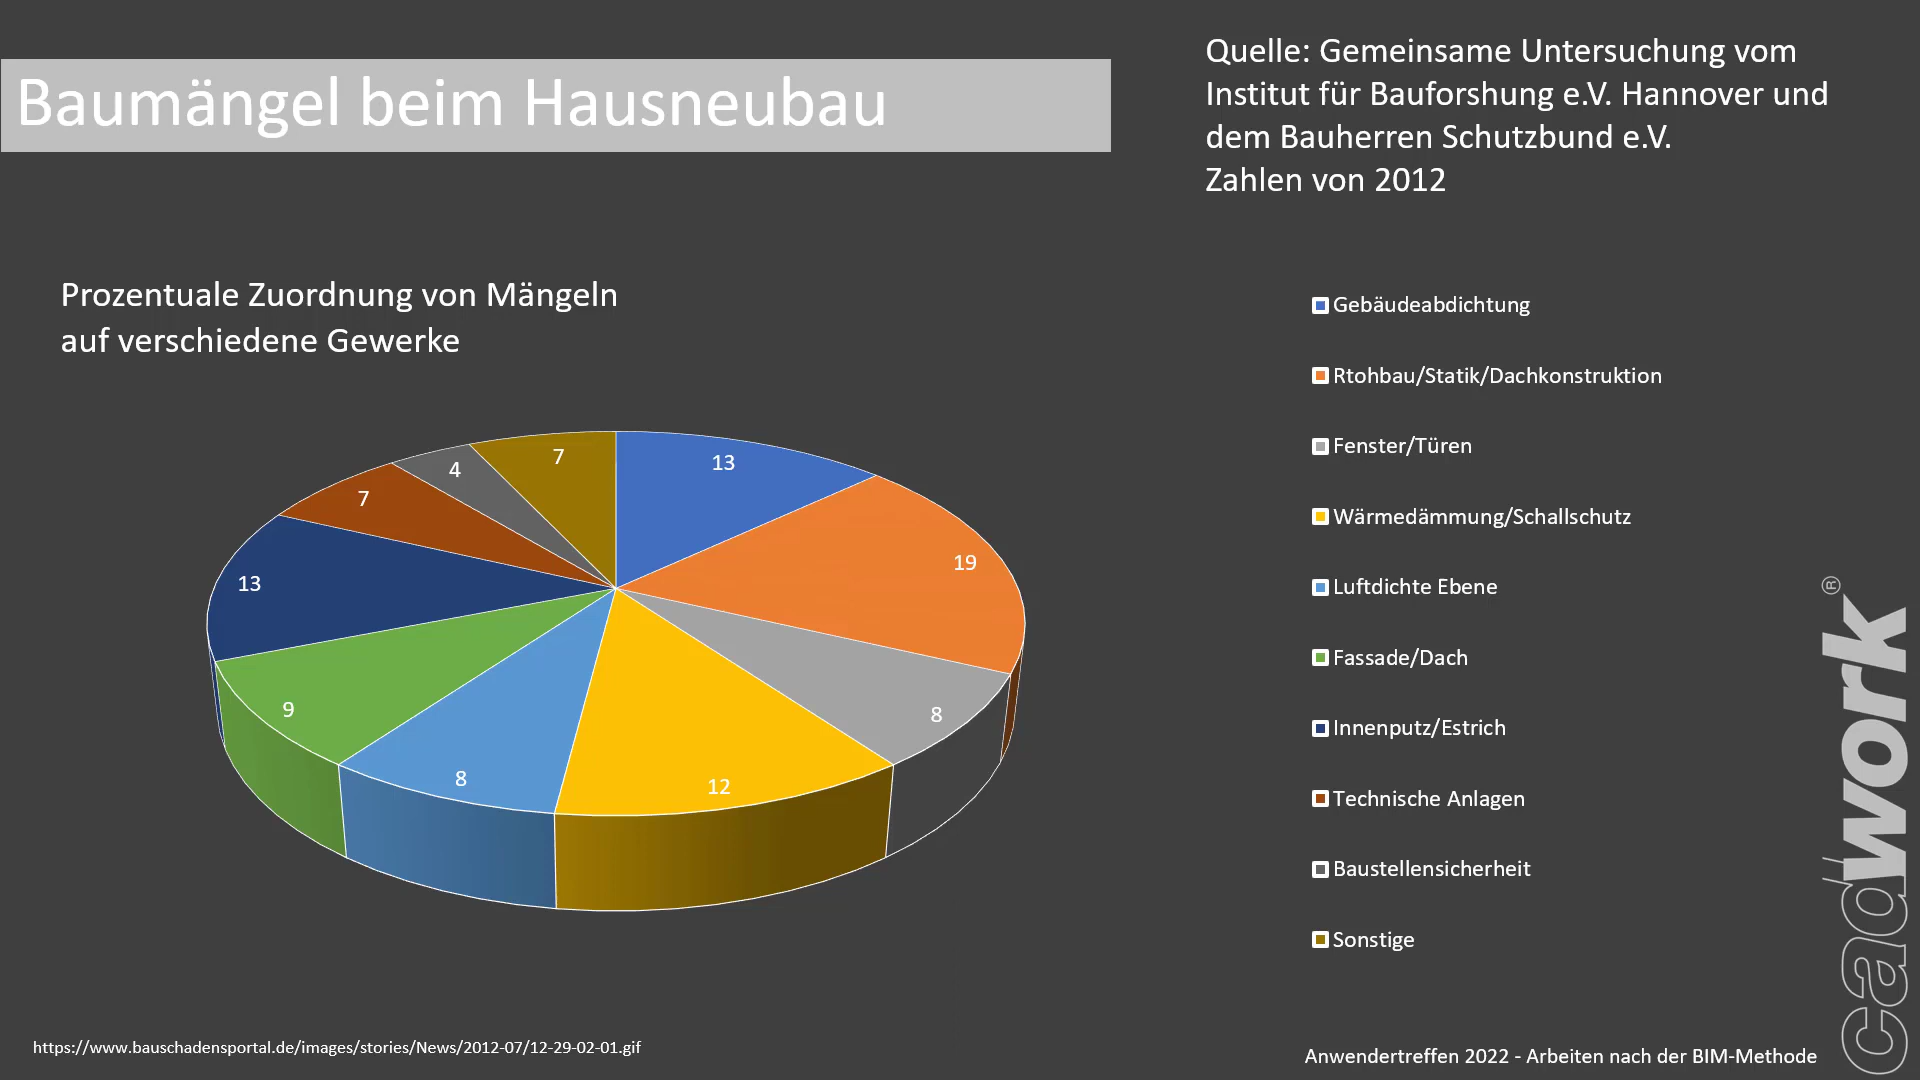 Baumängel beim Hausneubau
Quelle: Gemeinsame Untersuchung vom
Institut für Bauforshung e.V. Hannover und
dem Bauherren Schutzbund e.V.
Zahlen von 2012
Prozentuale Zuordnung von Mängeln
auf verschiedene Gewerke
13
19
8
12
8
9
13
7
4
7
Gebäudeabdichtung
Rtohbau/Statik/Dachkonstruktion
Fenster/Türen
Wärmedämmung/Schallschutz
Luftdichte Ebene
Fassade/Dach
Innenputz/Estrich
Technische Anlagen
Baustellensicherheit
Sonstige
cadwork®
https://www.bauschadensportal.de/images/stories/News/2012-07/12-29-02-01.gif
Anwendertreffen 2022 - Arbeiten nach der BIM-Methode